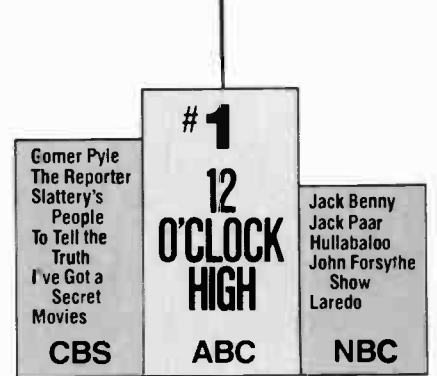 Gomer Pyle
The Reporter
Slattery's
People
To Tell the
Truth
I've Got a
Secret
Movies
CBS
#1
12
O'CLOCK
HIGH
ABC
Jack Benny
Jack Paar
Hullabaloo
John Forsythe
Show
Laredo
NBC